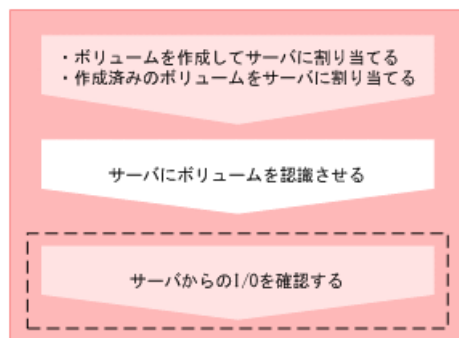 ・ボリュームを作成してサーバに割り当てる
・作成済みのボリュームをサーバに割り当てる
サーバにボリュームを認識させる
サーバからのI/Oを確認する